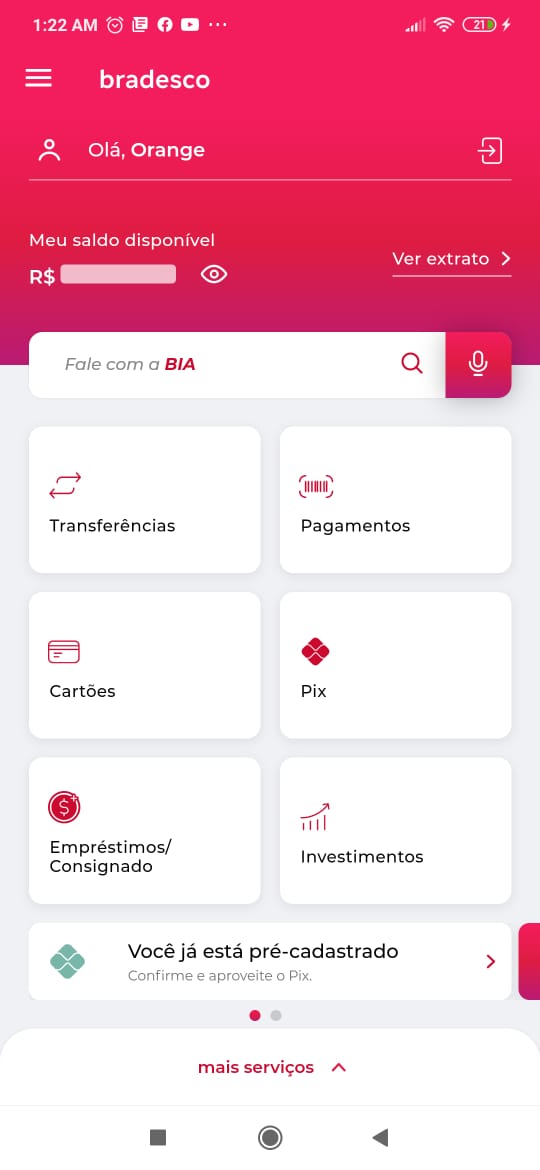 1:22 AM
21
bradesco
Olá, Orange
Meu saldo disponível
R$
Ver extrato
Fale com a BIA
Transferências
Pagamentos
Cartões
Pix
Empréstimos/
Consignado
Investimentos
Você já está pré-cadastrado
Confirme e aproveite o Pix.
mais serviços